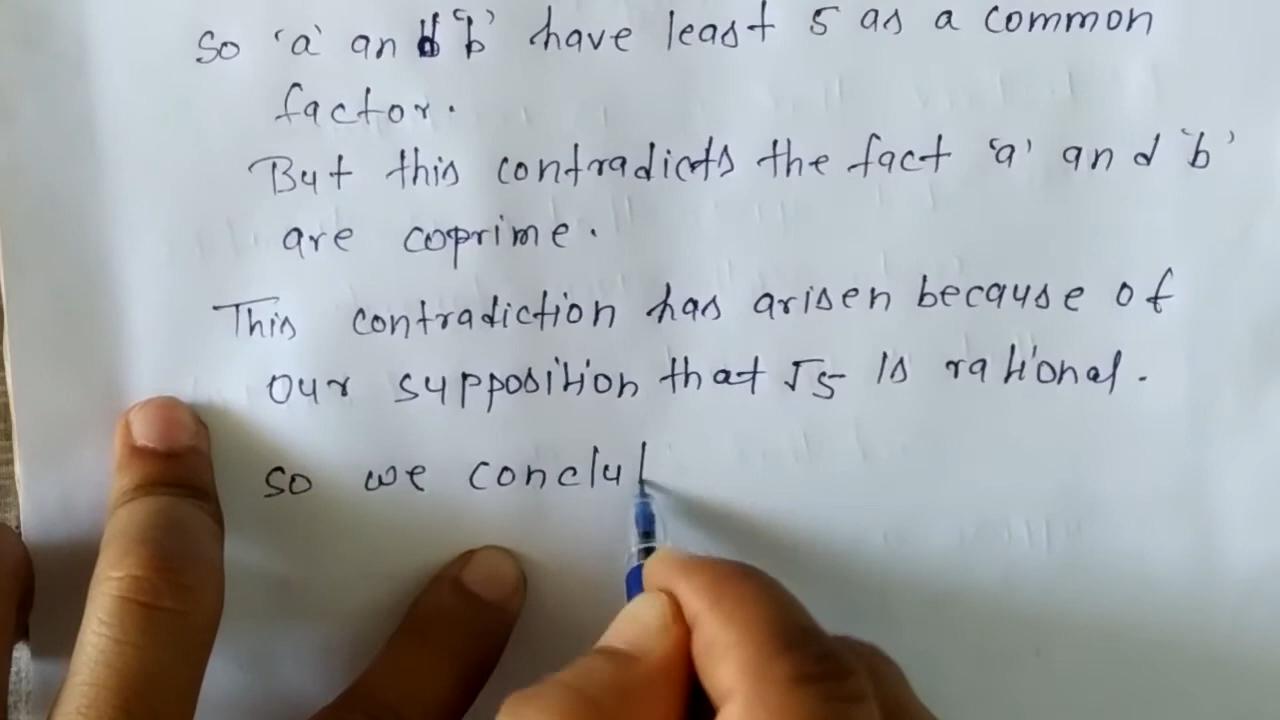 So 'a' and 'b' have least 5 as a common
factor.
But this contradicts the fact 'a' and 'b'
are coprime.
This contradiction has arisen because of
our supposition that √5 is rational.
so we conclu